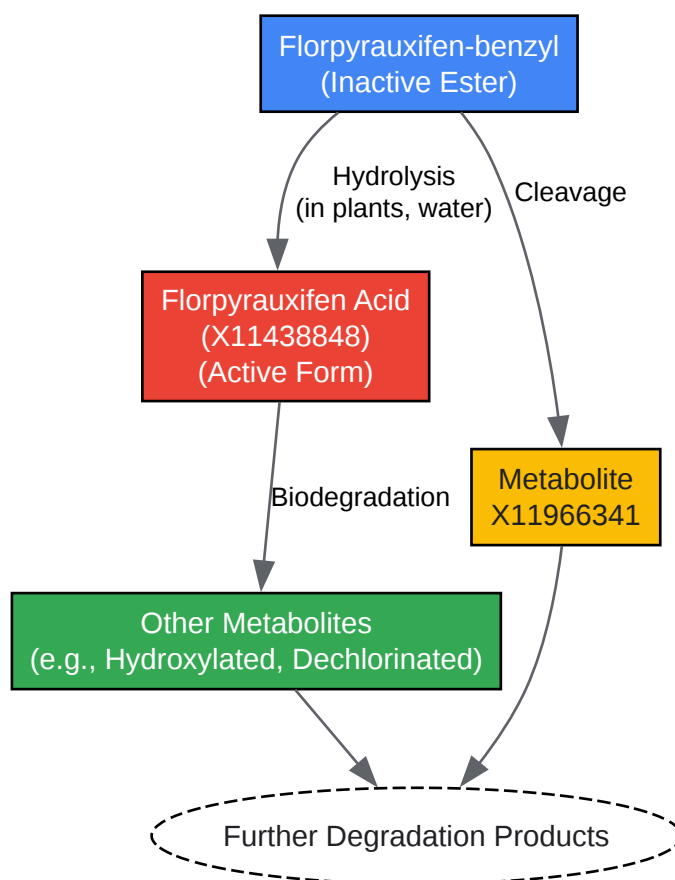 Florpyrauxifen-benzyl
(Inactive Ester)
Hydrolysis
(in plants, water)
Cleavage
Florpyrauxifen Acid
(X11438848)
(Active Form)
Metabolite
X11966341
Biodegradation
Other Metabolites
(e.g., Hydroxylated, Dechlorinated)
Further Degradation Products